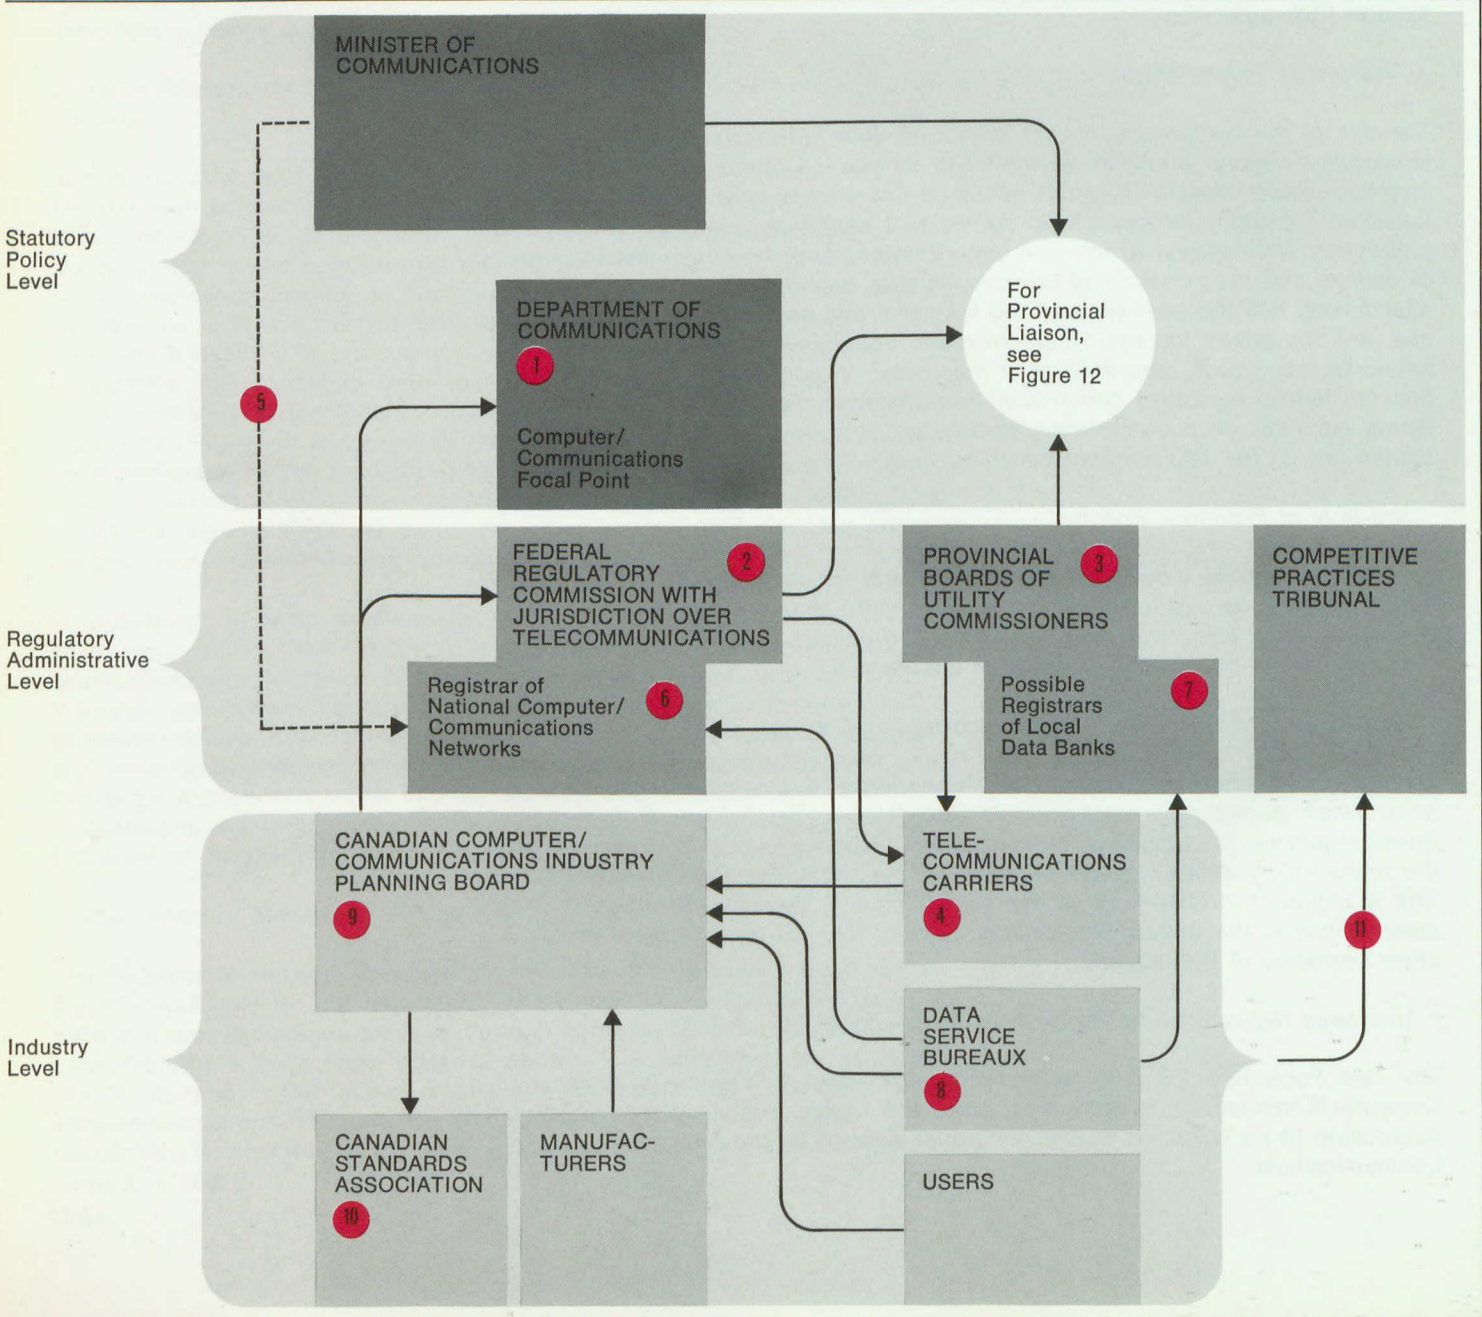 MINISTER OF
COMMUNICATIONS
Statutory
Policy
Level
DEPARTMENT OF
COMMUNICATIONS
1
Computer/
Communications
Focal Point
For
Provincial
Liaison,
see
Figure 12
5
Regulatory
Administrative
Level
FEDERAL
REGULATORY
COMMISSION WITH
JURISDICTION OVER
TELECOMMUNICATIONS
2
Registrar of
National Computer/
Communications
Networks
6
PROVINCIAL
BOARDS OF
UTILITY
COMMISSIONERS
3
Possible
Registrars
of Local
Data Banks
7
COMPETITIVE
PRACTICES
TRIBUNAL
Industry
Level
CANADIAN COMPUTER/
COMMUNICATIONS INDUSTRY
PLANNING BOARD
9
TELE-
COMMUNICATIONS
CARRIERS
4
11
DATA
SERVICE
BUREAUX
8
CANADIAN
STANDARDS
ASSOCIATION
10
MANUFAC-
TURERS
USERS